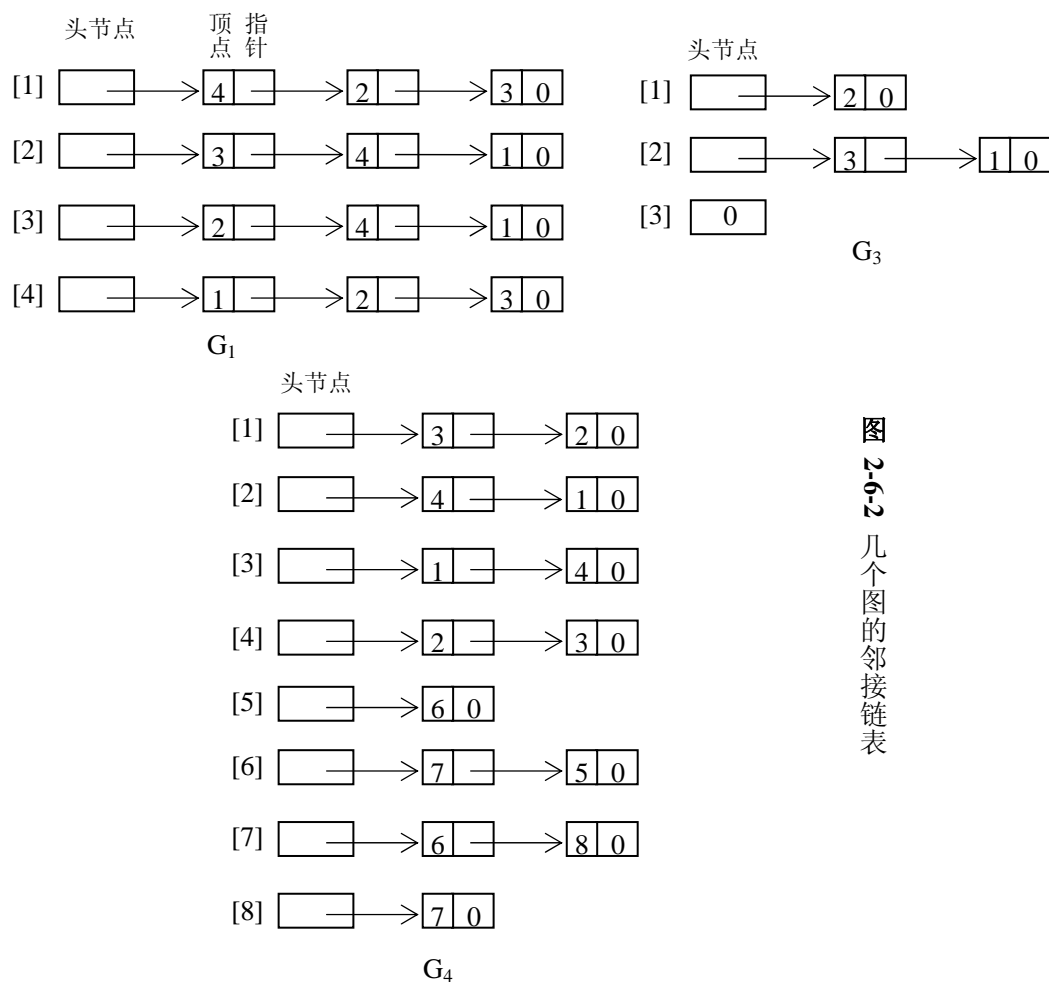 头节点 顶点 指针
[1] 4 2 3 0
[2] 3 4 1 0
[3] 2 4 1 0
[4] 1 2 3 0
G1
头节点
[1] 2 0
[2] 3 1 0
[3] 0
G3
头节点
[1] 3 2 0
[2] 4 1 0
[3] 1 4 0
[4] 2 3 0
[5] 6 0
[6] 7 5 0
[7] 6 8 0
[8] 7 0
G4
图 2-6-2 几个图的邻接链表